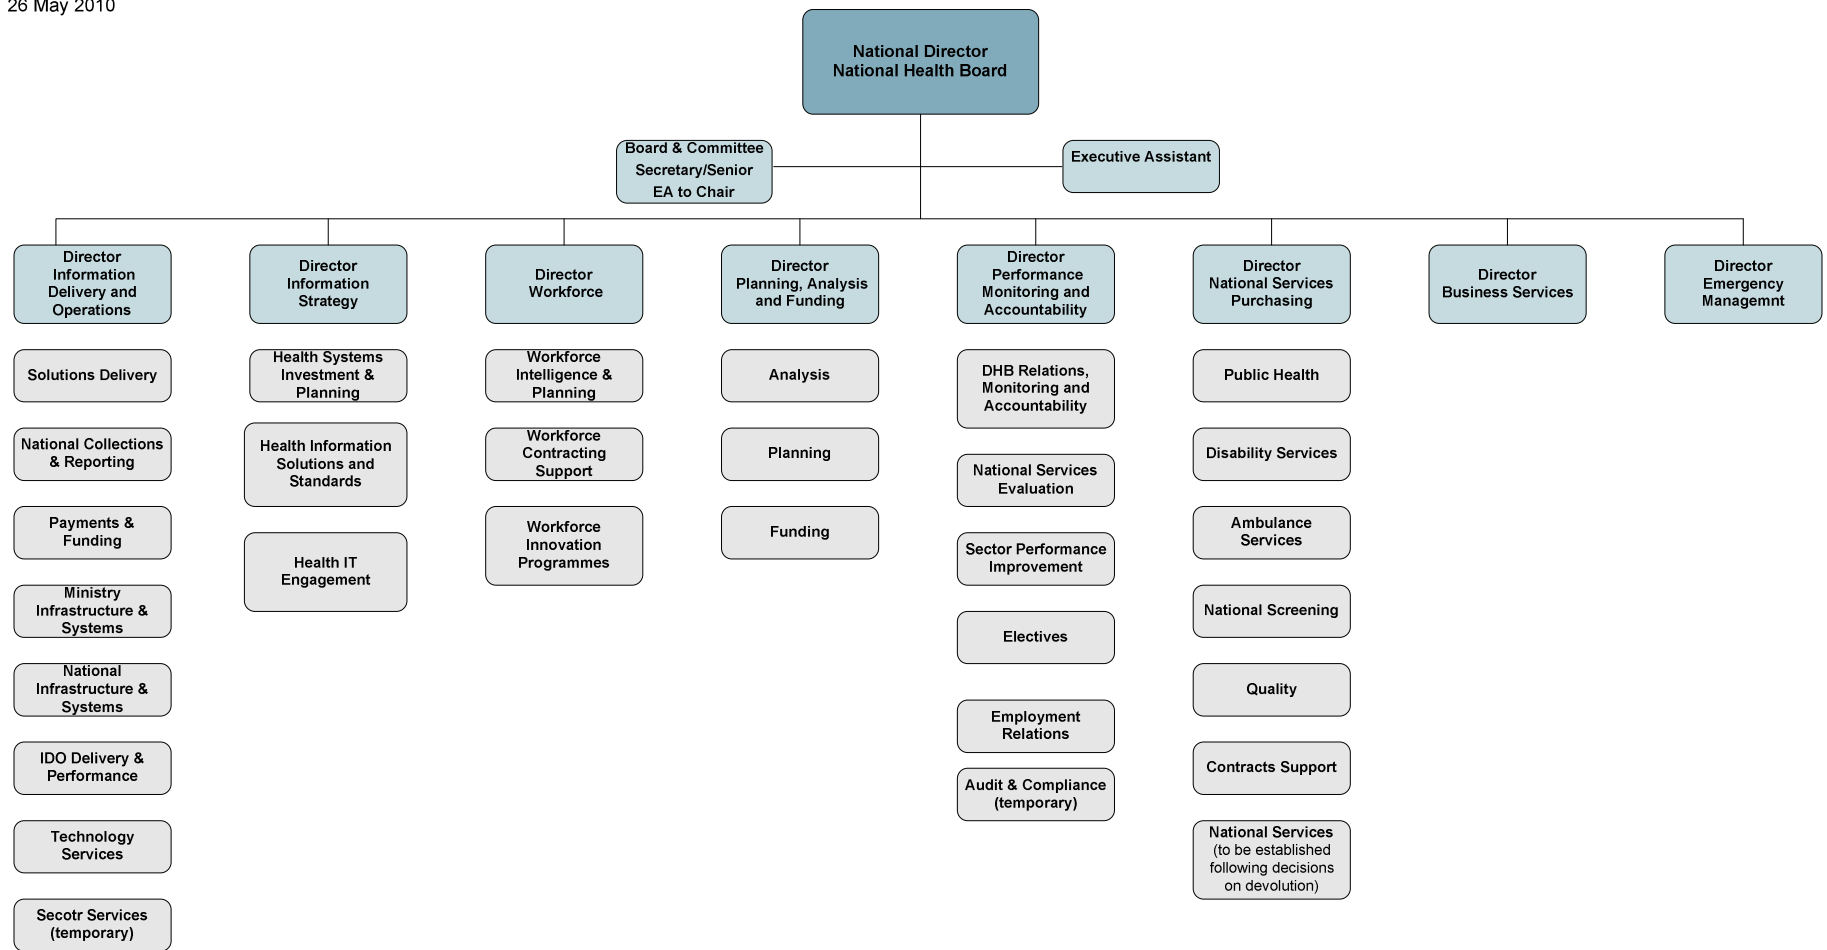 26 May 2010
National Director
National Health Board
Board & Committee
Secretary/Senior
EA to Chair
Executive Assistant
Director
Information
Delivery and
Operations
Director
Information
Strategy
Director
Workforce
Director
Planning, Analysis
and Funding
Director
Performance
Monitoring and
Accountability
Director
National Services
Purchasing
Director
Business Services
Director
Emergency
Managemnt
Solutions Delivery
National Collections
& Reporting
Payments &
Funding
Ministry
Infrastructure &
Systems
National
Infrastructure &
Systems
IDO Delivery &
Performance
Technology
Services
Secotr Services
(temporary)
Health Systems
Investment &
Planning
Health Information
Solutions and
Standards
Health IT
Engagement
Workforce
Intelligence &
Planning
Workforce
Contracting
Support
Workforce
Innovation
Programmes
Analysis
Planning
Funding
DHB Relations,
Monitoring and
Accountability
National Services
Evaluation
Sector Performance
Improvement
Electives
Employment
Relations
Audit & Compliance
(temporary)
Public Health
Disability Services
Ambulance
Services
National Screening
Quality
Contracts Support
National Services
(to be established
following decisions
on devolution)